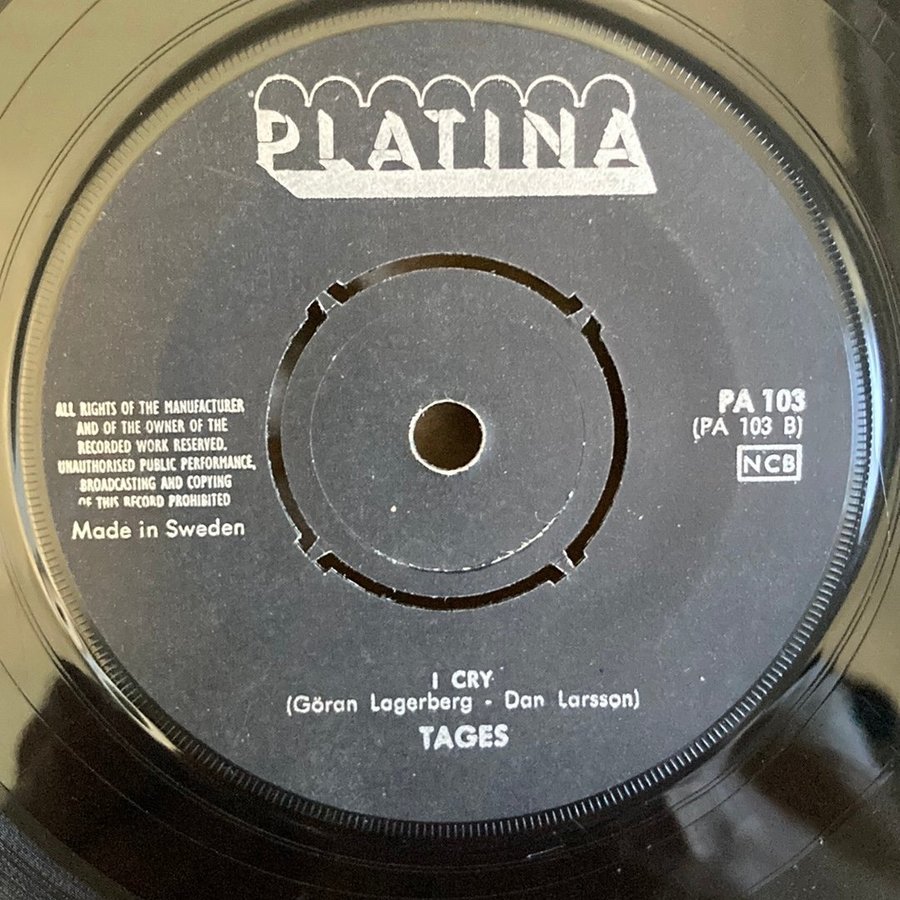 PLATINA
ALL RIGHTS OF THE MANUFACTURER
AND OF THE OWNER OF THE
RECORDED WORK RESERVED.
UNAUTHORISED PUBLIC PERFORMANCE,
BROADCASTING AND COPYING
OF THIS RECORD PROHIBITED
Made in Sweden
PA 103
(PA 103 B)
NCB
I CRY
(Göran Lagerberg - Dan Larsson)
TAGES